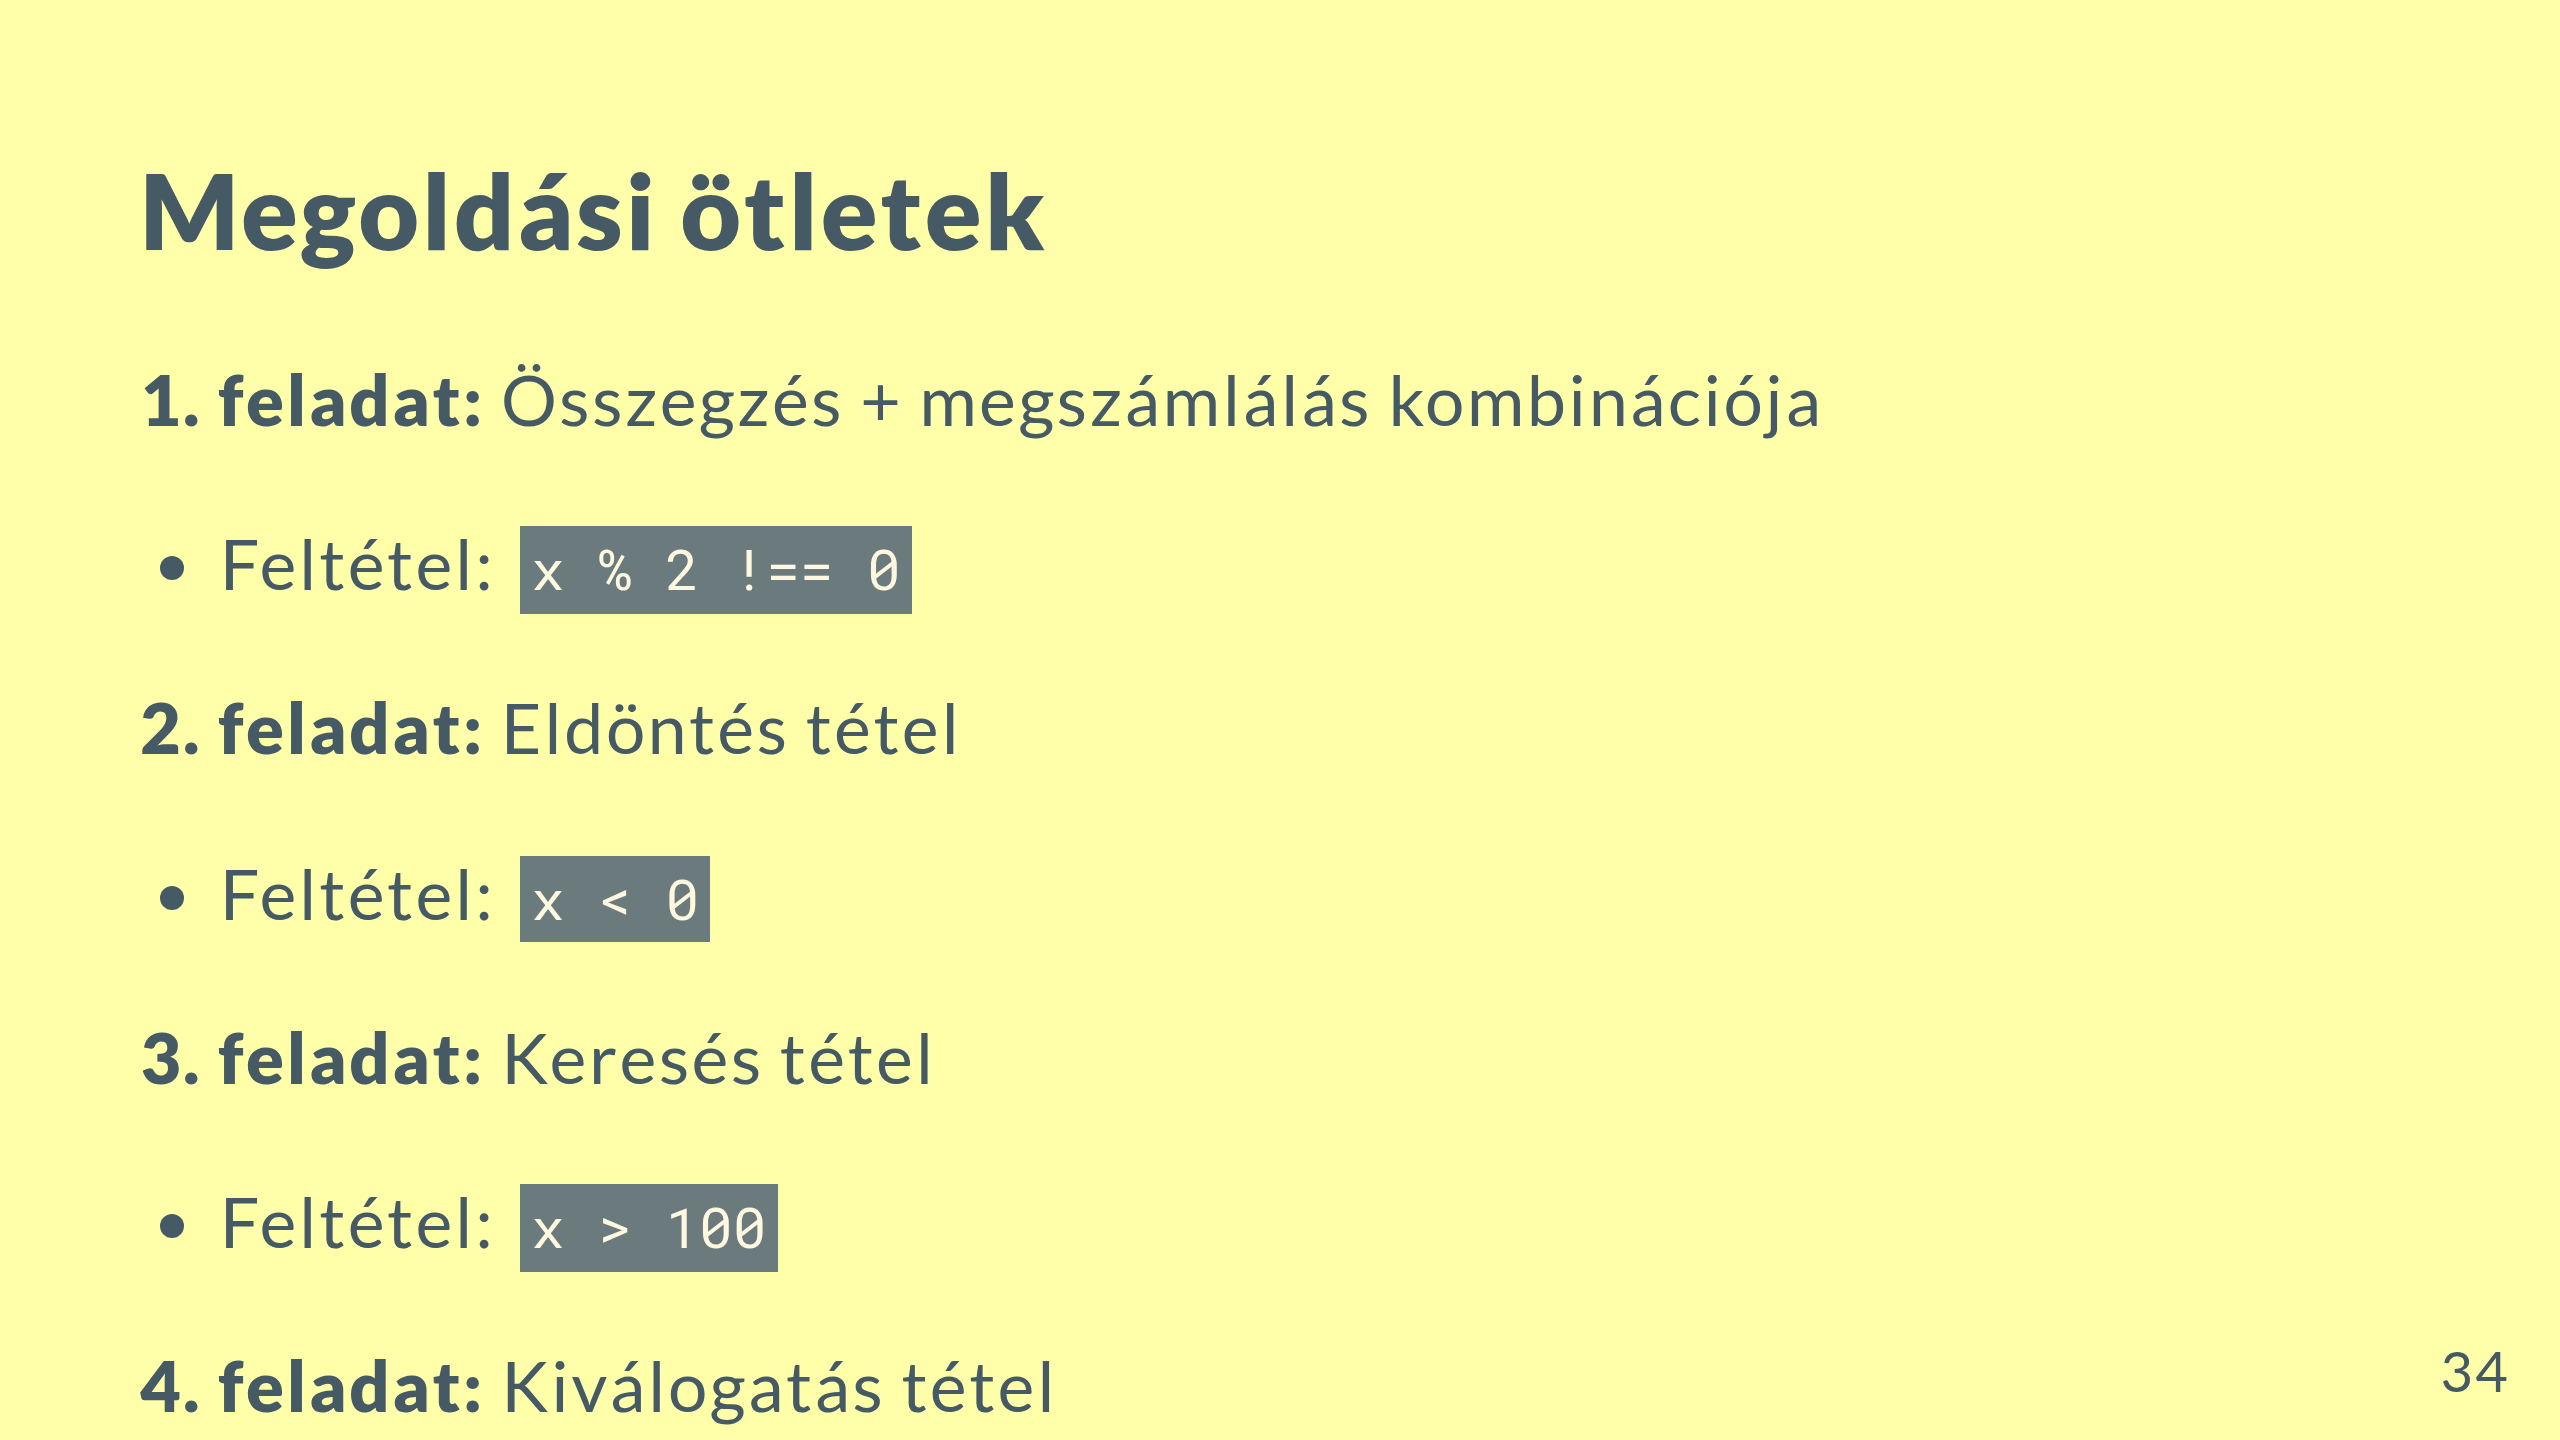 Megoldási ötletek
1. feladat: Összegzés + megszámlálás kombinációja
• Feltétel: x % 2 !== 0
2. feladat: Eldöntés tétel
• Feltétel: x < 0
3. feladat: Keresés tétel
• Feltétel: x > 100
4. feladat: Kiválogatás tétel
34